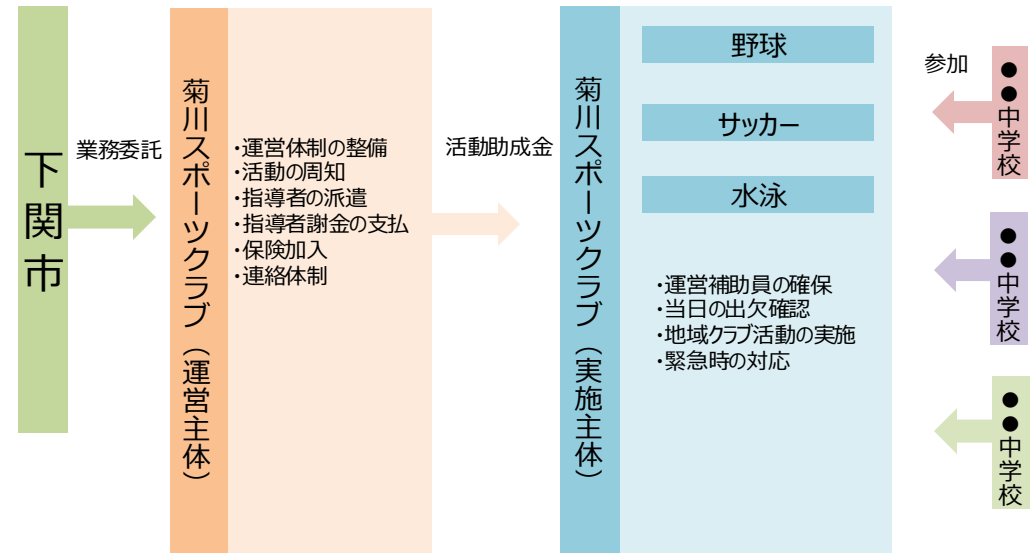 下関市
業務委託
菊川スポーツクラブ（運営主体）
・運営体制の整備
・活動の周知
・指導者の派遣
・指導者謝金の支払
・保険加入
・連絡体制
活動助成金
菊川スポーツクラブ（実施主体）
野球
サッカー
水泳
・運営補助員の確保
・当日の出欠確認
・地域クラブ活動の実施
・緊急時の対応
参加
●●中学校
●●中学校
●●中学校